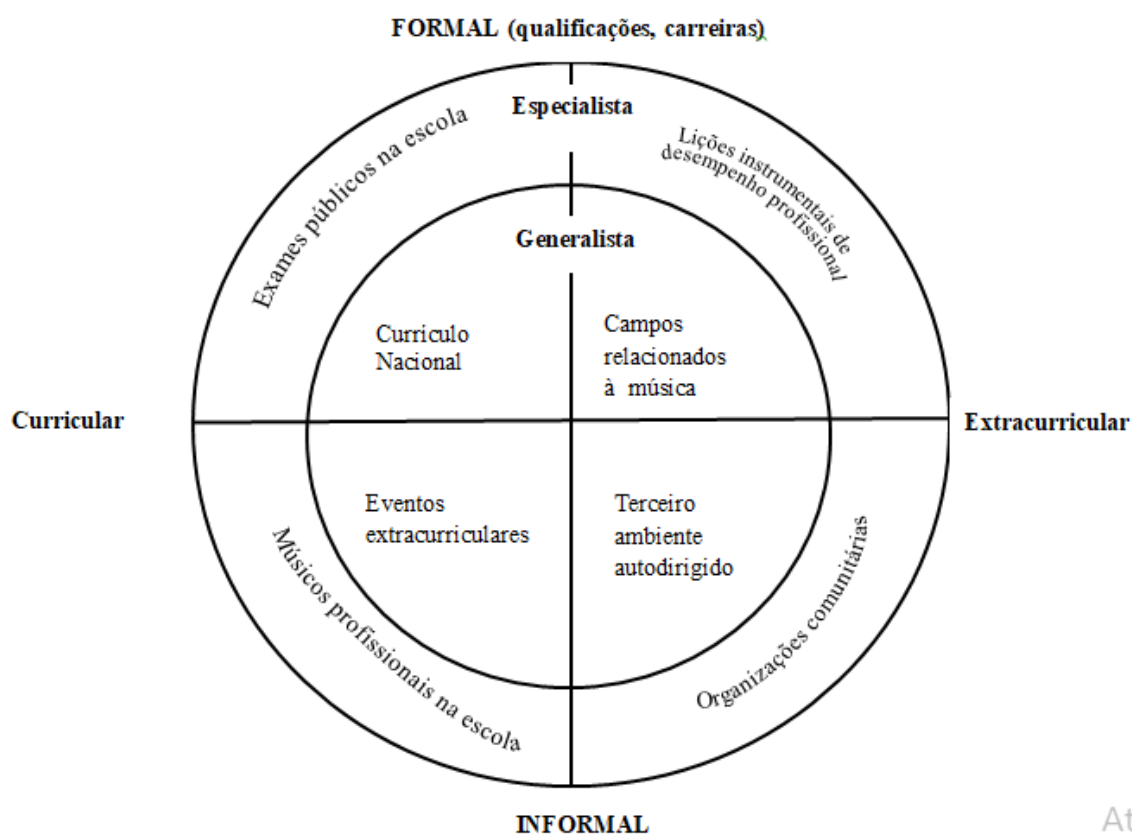 FORMAL (qualificações, carreiras)
Especialista
Exames públicos na escola
Lições instrumentais de
desempenho profissional
Generalista
Currículo
Nacional
Campos
relacionados
à música
Curricular
Extracurricular
Eventos
extracurriculares
Terceiro
ambiente
autodirigido
Músicos profissionais na escola
Organizações comunitárias
INFORMAL
At